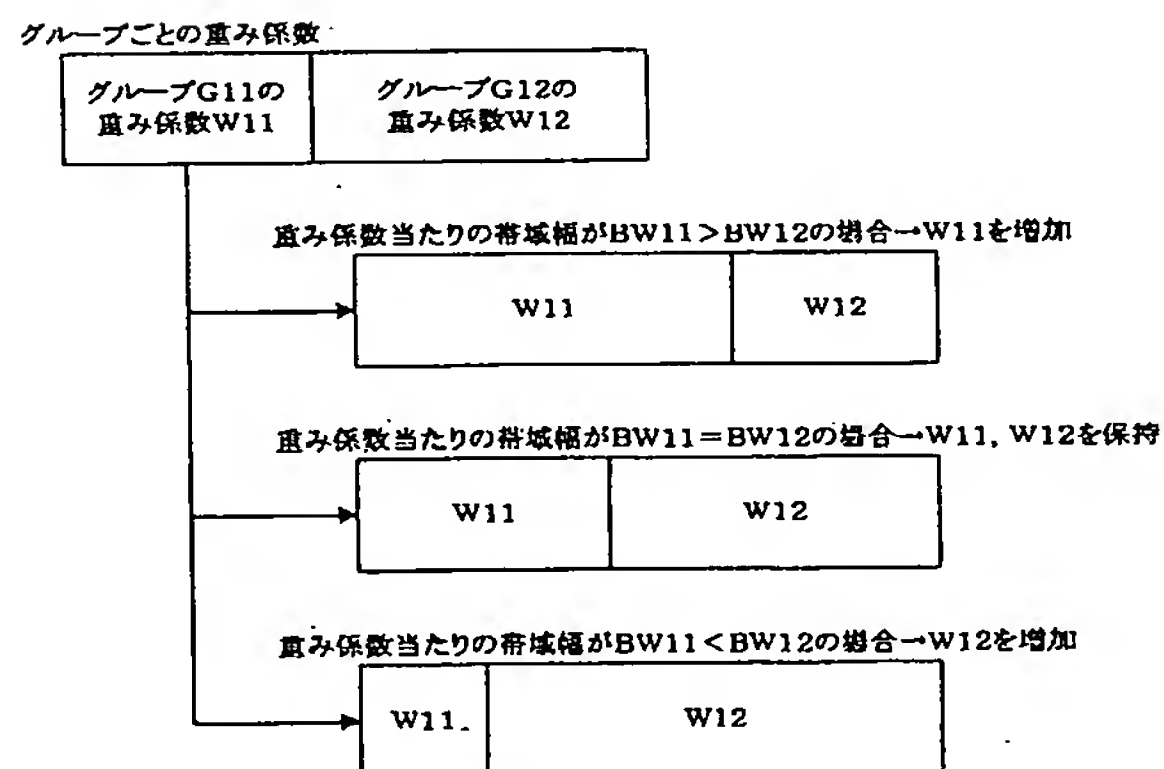 グループごとの重み係数
グループG11の
重み係数W11
グループG12の
重み係数W12
重み係数当たりの帯域幅がBW11>BW12の場合→W11を増加
W11
W12
重み係数当たりの帯域幅がBW11=BW12の場合→W11, W12を保持
W11
W12
重み係数当たりの帯域幅がBW11<BW12の場合→W12を増加
W11
W12